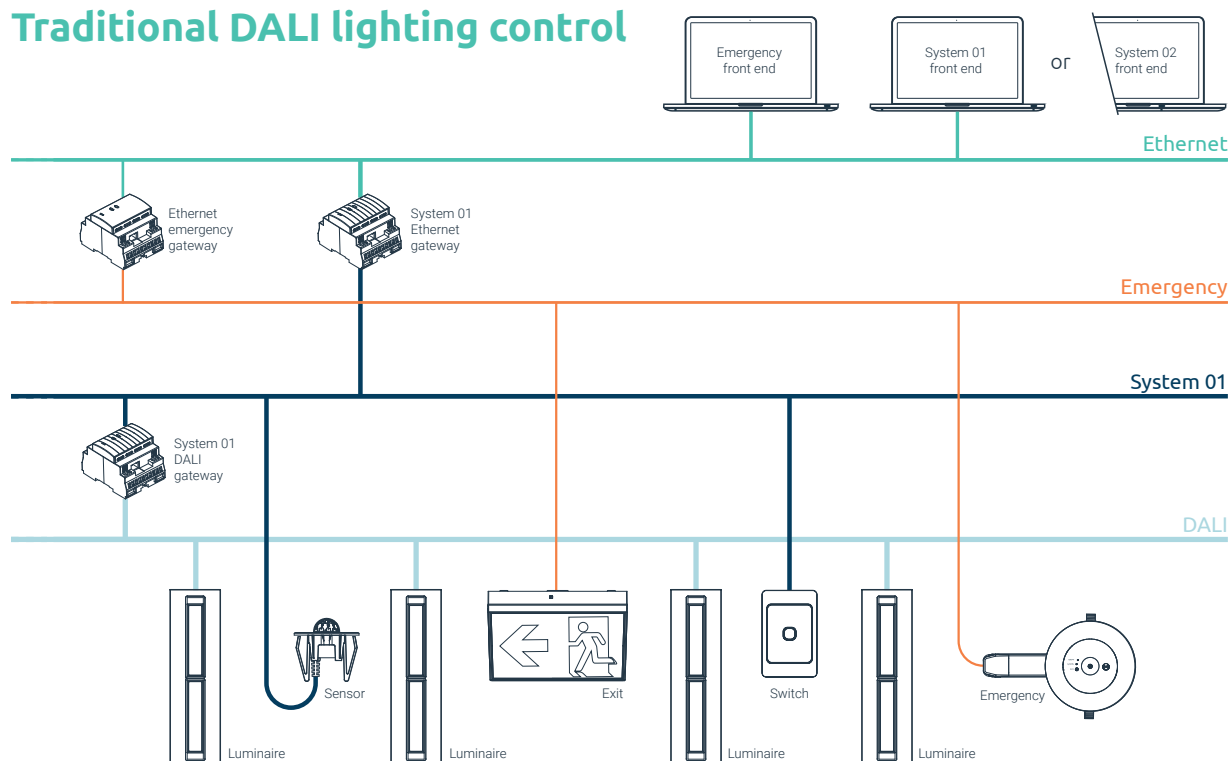 Traditional DALI lighting control
Emergency
front end
System 01
front end
or
System 02
front end
Ethernet
Ethernet
emergency
gateway
System 01
Ethernet
gateway
Emergency
System 01
System 01
DALI
gateway
DALI
Sensor
Exit
Switch
Emergency
Luminaire
Luminaire
Luminaire
Luminaire